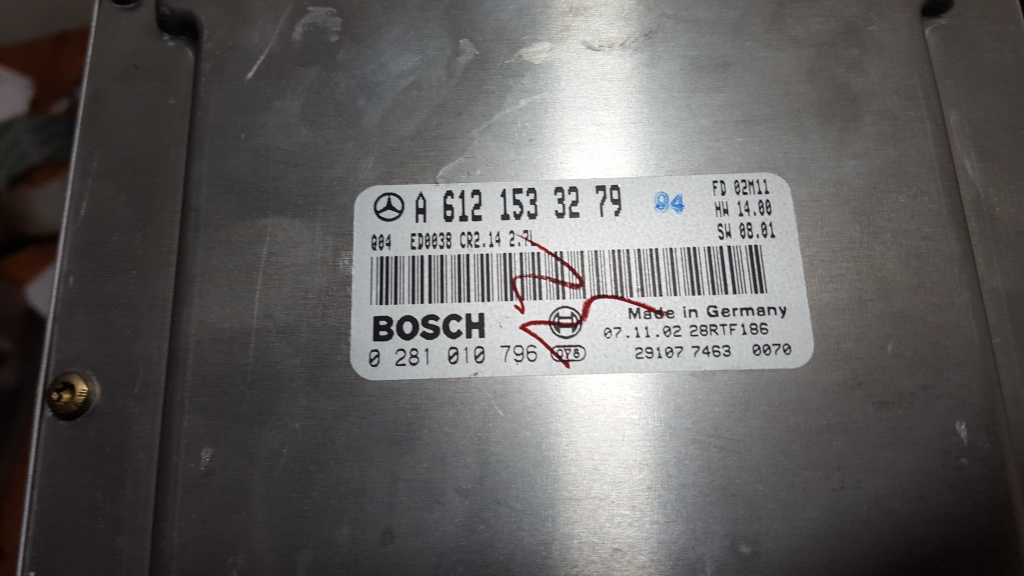 A 612 153 32 79 04
FD 02M11
HW 14.00
SW 08.01
Q04 ED0038 CR2.14 2.7L
BOSCH
Made in Germany
07.11.02 28RTF186
0 281 010 796
29107 7463 0070